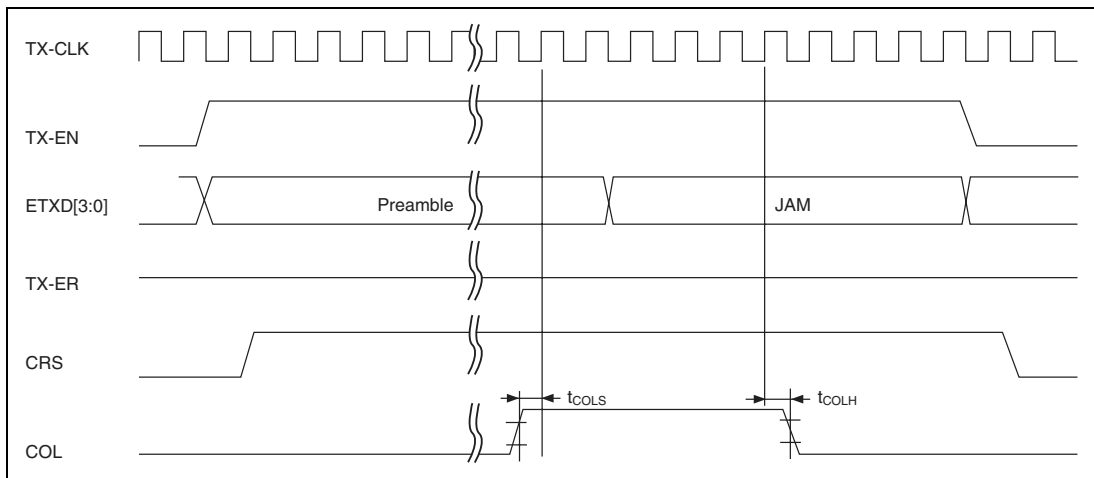 TX-CLK
TX-EN
ETXD[3:0]
Preamble
JAM
TX-ER
CRS
tCOLS
tCOLH
COL